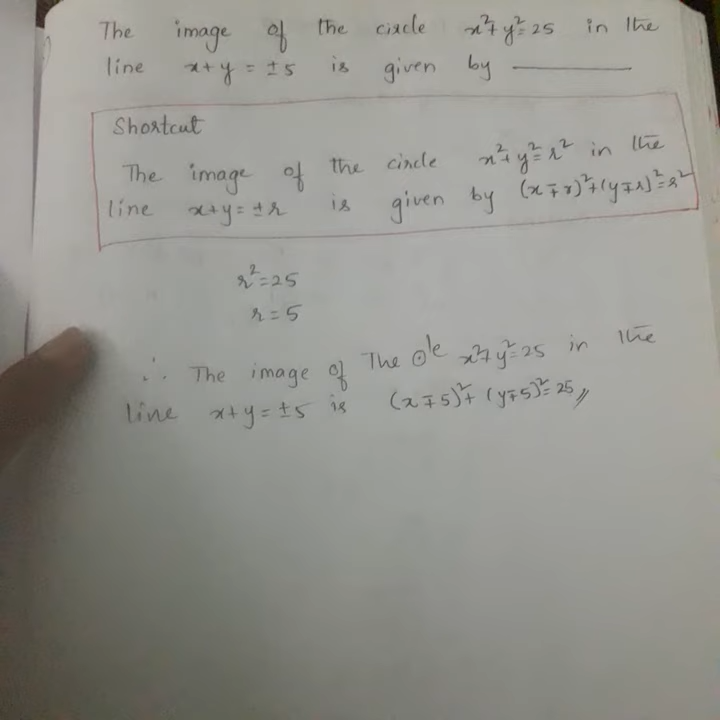 The image of the circle x²+y²=25 in the
line x+y = ±5 is given by ______
Shortcut
The image of the circle x²+y²=r² in the
line x+y=±r is given by (x∓r)²+(y∓r)²=r²
r²=25
r=5
∴ The image of The ⊙le x²+y²=25 in the
line x+y=±5 is (x∓5)²+(y∓5)²=25//